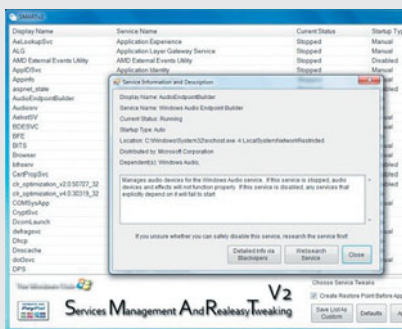 SMART
Display Name Service Name Current Status Startup Typ
AeLookupSvc Application Experience Stopped Manual
ALG Application Layer Gateway Service Stopped Manual
AMD External Events Utility AMD External Events Utility Stopped Disabled
AppIDSvc Application Identity Stopped Manual
Appinfo
aspnet_state Disabled
AudioEndpointBuilder
Audiosrv
AxInstSV
BDESVC
BFE
BITS
Browser
bthserv
CertPropSvc
clr_optimization_v2.0.50727_32
clr_optimization_v4.0.30319_32
COMSysApp
CryptSvc
DcomLaunch
defragsvc
Dhcp
Dnscache
dot3svc
DPS
Service Information and Description
Display Name: AudioEndpointBuilder
Service Name: Windows Audio Endpoint Builder
Current Status: Running
Startup Type: Auto
Location: C:\Windows\System32\svchost.exe -k LocalSystemNetworkRestricted
Distributed by: Microsoft Corporation
Dependent(s): Windows Audio,
Manages audio devices for the Windows Audio service. If this service is stopped, audio
devices and effects will not function properly. If this service is disabled, any services that
explicitly depend on it will fail to start
If you unsure whether you can safely disable this service, research the service first!
Detailed Info via
Blackvipers
Websearch
Service
Close
The Windows Club
PayPal
V2
Services Management And Realeasy Tweaking
Choose Service Tweaks
Create Restore Point Before App
Save List As
Custom
Defaults